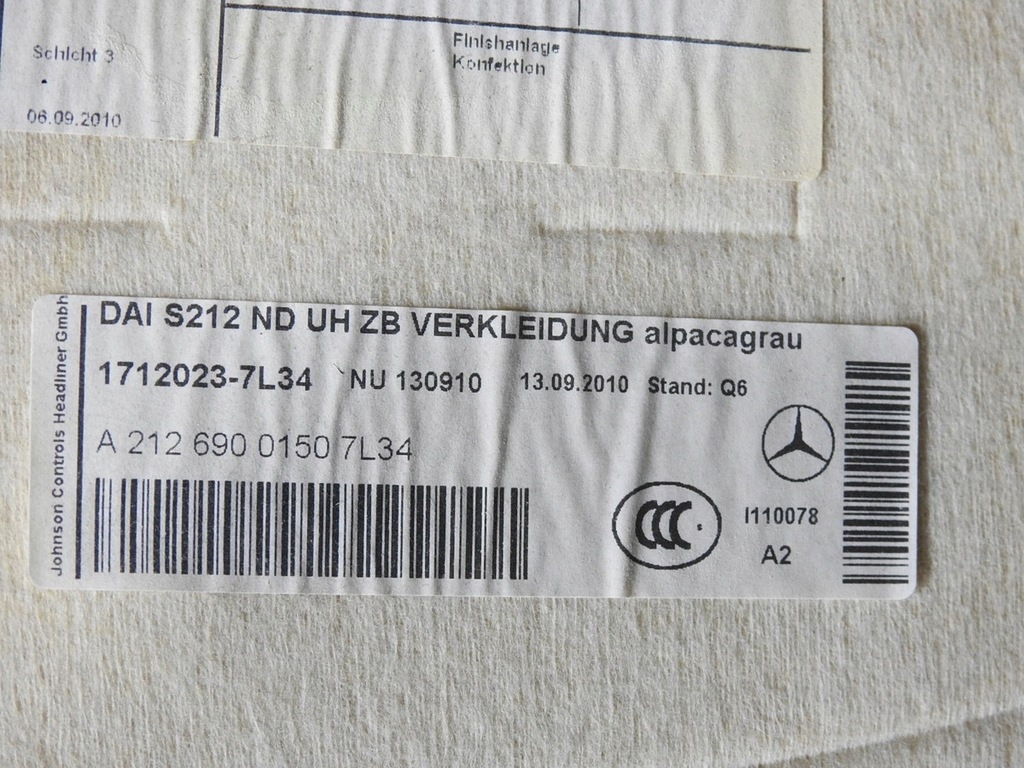 Schicht 3
06.09.2010
Finishanlage
Konfektion
Johnson Controls Headliner GmbH
DAI S212 ND UH ZB VERKLEIDUNG alpacagrau
1712023-7L34 NU 130910 13.09.2010 Stand: Q6
A 212 690 0150 7L34
CCC
I110078
A2